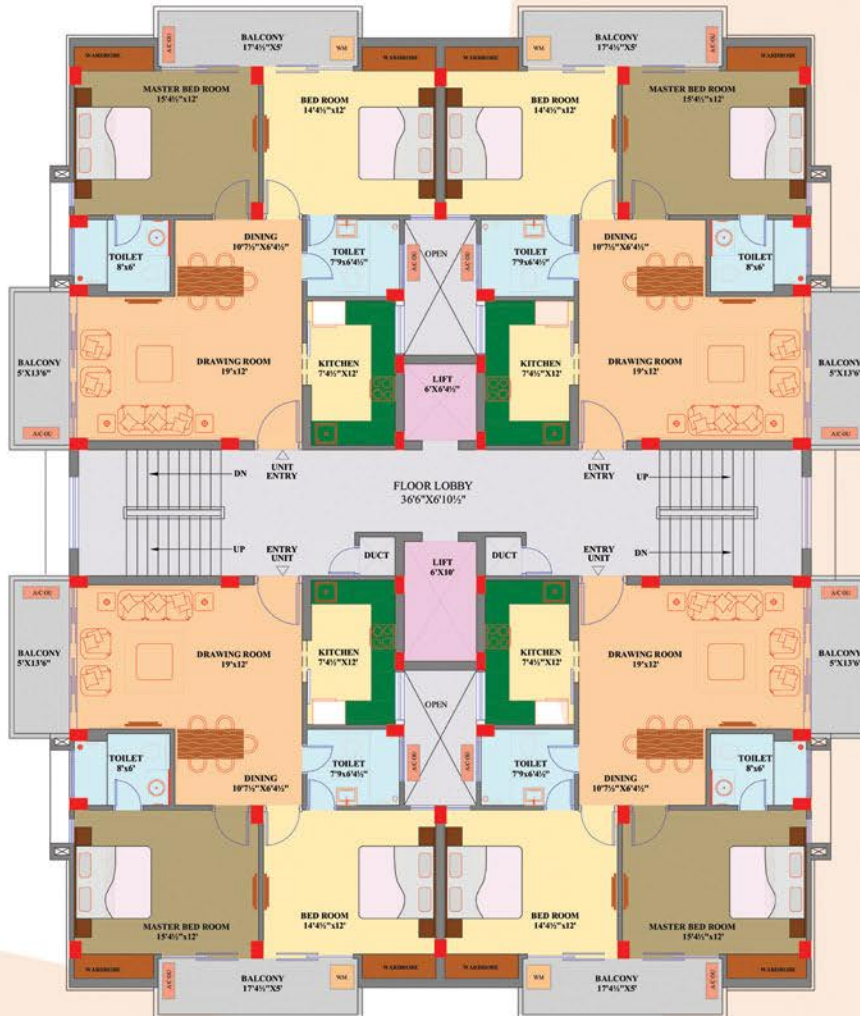 BALCONY
17'4½"X5'
BALCONY
17'4½"X5'
A/C OU
WM
WM
A/C OU
WARDROBE
WARDROBE
WARDROBE
WARDROBE
MASTER BED ROOM
15'4½"x12'
BED ROOM
14'4½"x12'
BED ROOM
14'4½"x12'
MASTER BED ROOM
15'4½"x12'
DINING
10'7½"X6'4½"
DINING
10'7½"X6'4½"
TOILET
8'x6'
TOILET
7'9x6'4½"
OPEN
A/C OU
A/C OU
TOILET
7'9x6'4½"
TOILET
8'x6'
BALCONY
5'X13'6"
DRAWING ROOM
19'x12'
KITCHEN
7'4½"X12'
LIFT
6'X6'4½"
KITCHEN
7'4½"X12'
DRAWING ROOM
19'x12'
BALCONY
5'X13'6"
A/C OU
A/C OU
DN
UNIT
ENTRY
FLOOR LOBBY
36'6"X6'10½"
UNIT
ENTRY
UP
UP
ENTRY
UNIT
DUCT
LIFT
6'X10'
DUCT
ENTRY
UNIT
DN
A/C OU
A/C OU
BALCONY
5'X13'6"
DRAWING ROOM
19'x12'
KITCHEN
7'4½"X12'
KITCHEN
7'4½"X12'
DRAWING ROOM
19'x12'
BALCONY
5'X13'6"
OPEN
TOILET
8'x6'
TOILET
7'9x6'4½"
A/C OU
A/C OU
TOILET
7'9x6'4½"
TOILET
8'x6'
DINING
10'7½"X6'4½"
DINING
10'7½"X6'4½"
MASTER BED ROOM
15'4½"x12'
BED ROOM
14'4½"x12'
BED ROOM
14'4½"x12'
MASTER BED ROOM
15'4½"x12'
WARDROBE
WARDROBE
WARDROBE
WARDROBE
A/C OU
WM
WM
A/C OU
BALCONY
17'4½"X5'
BALCONY
17'4½"X5'